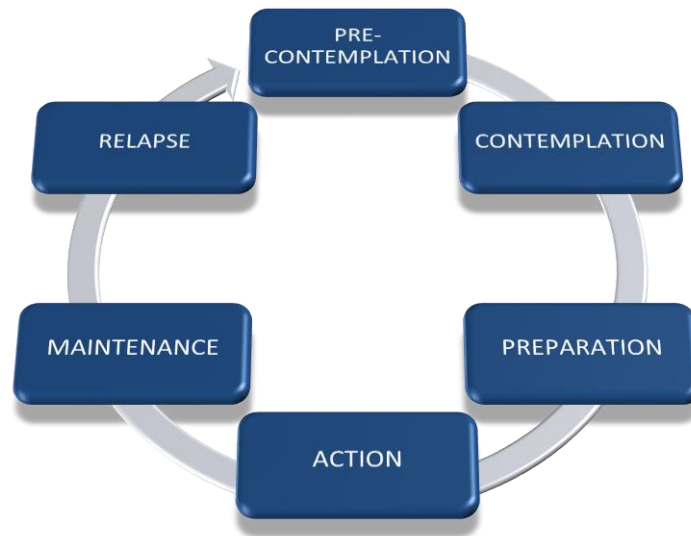 PRE-
CONTEMPLATION
CONTEMPLATION
PREPARATION
ACTION
MAINTENANCE
RELAPSE